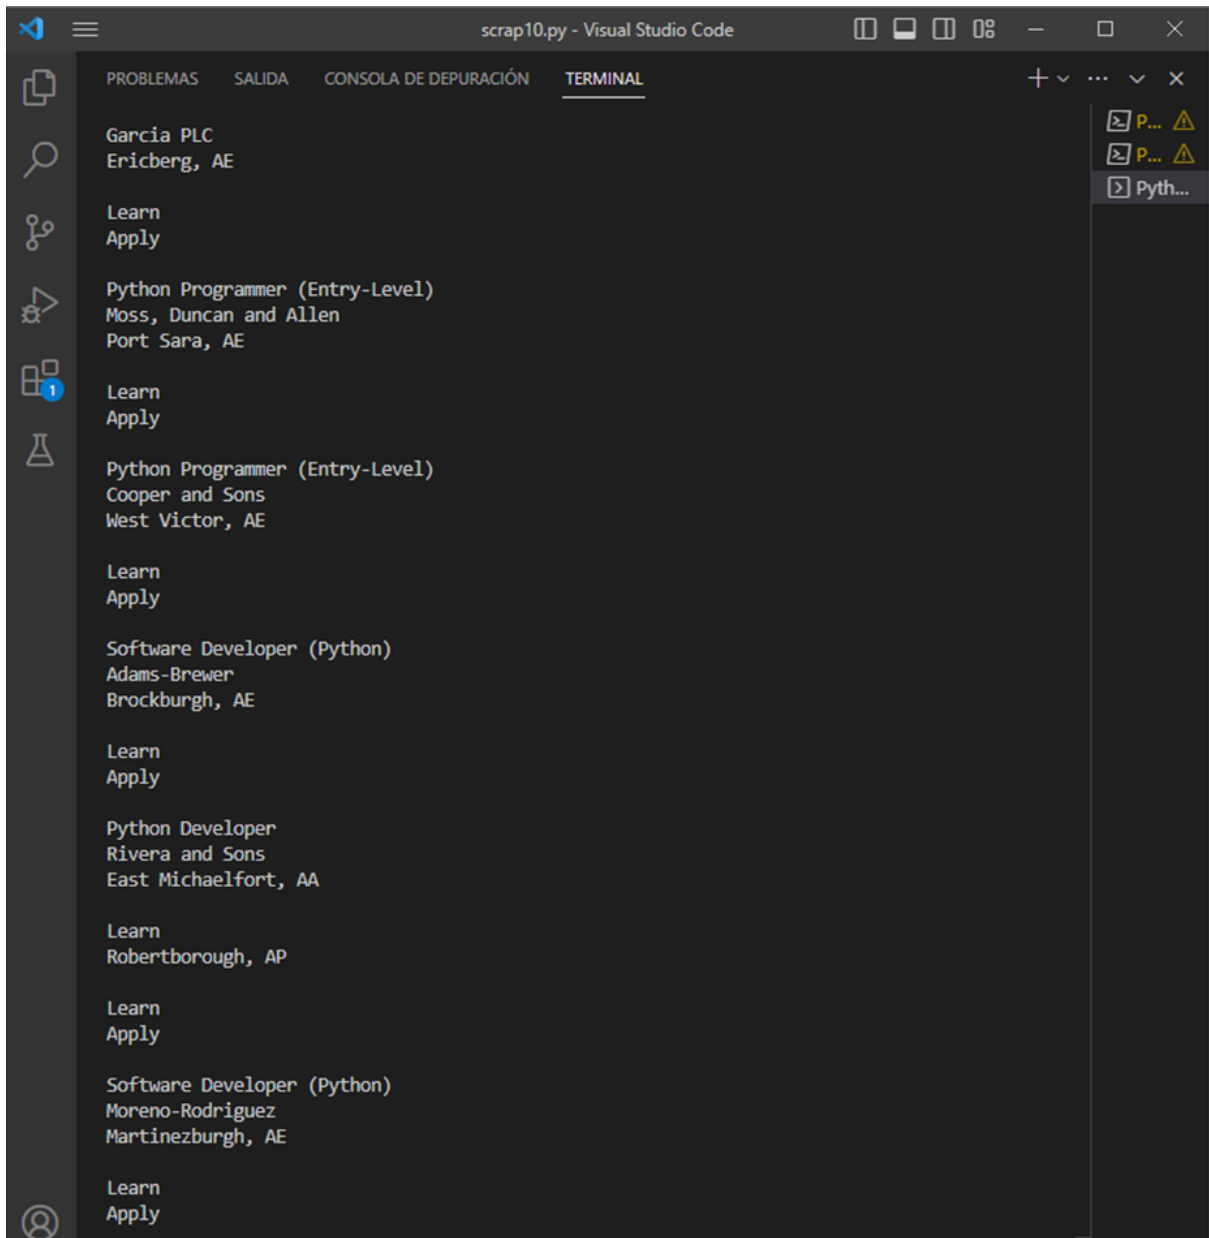 scrap10.py - Visual Studio Code
PROBLEMAS SALIDA CONSOLA DE DEPURACIÓN TERMINAL
P...
P...
Pyth...
1
Garcia PLC
Ericberg, AE
Learn
Apply
Python Programmer (Entry-Level)
Moss, Duncan and Allen
Port Sara, AE
Learn
Apply
Python Programmer (Entry-Level)
Cooper and Sons
West Victor, AE
Learn
Apply
Software Developer (Python)
Adams-Brewer
Brockburgh, AE
Learn
Apply
Python Developer
Rivera and Sons
East Michaelfort, AA
Learn
Robertborough, AP
Learn
Apply
Software Developer (Python)
Moreno-Rodriguez
Martinezburgh, AE
Learn
Apply